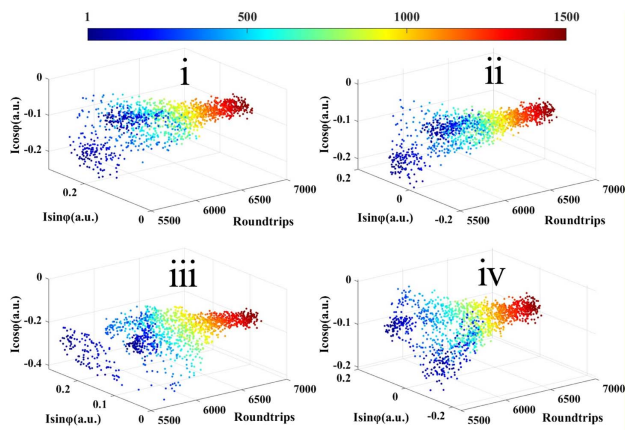 1 500 1000 1500
i
0
-0.1
-0.2
Icosφ(a.u.)
0.2
0
Isinφ(a.u.)
5500 6000 6500 7000
Roundtrips
ii
0
-0.1
-0.2
Icosφ(a.u.)
0.2
0
-0.2
Isinφ(a.u.)
5500 6000 6500 7000
Roundtrips
iii
0
-0.2
-0.4
Icosφ(a.u.)
0.2
0.1
0
Isinφ(a.u.)
5500 6000 6500 7000
Roundtrips
iv
0
-0.1
-0.2
Icosφ(a.u.)
0.2
0
-0.2
Isinφ(a.u.)
5500 6000 6500 7000
Roundtrips